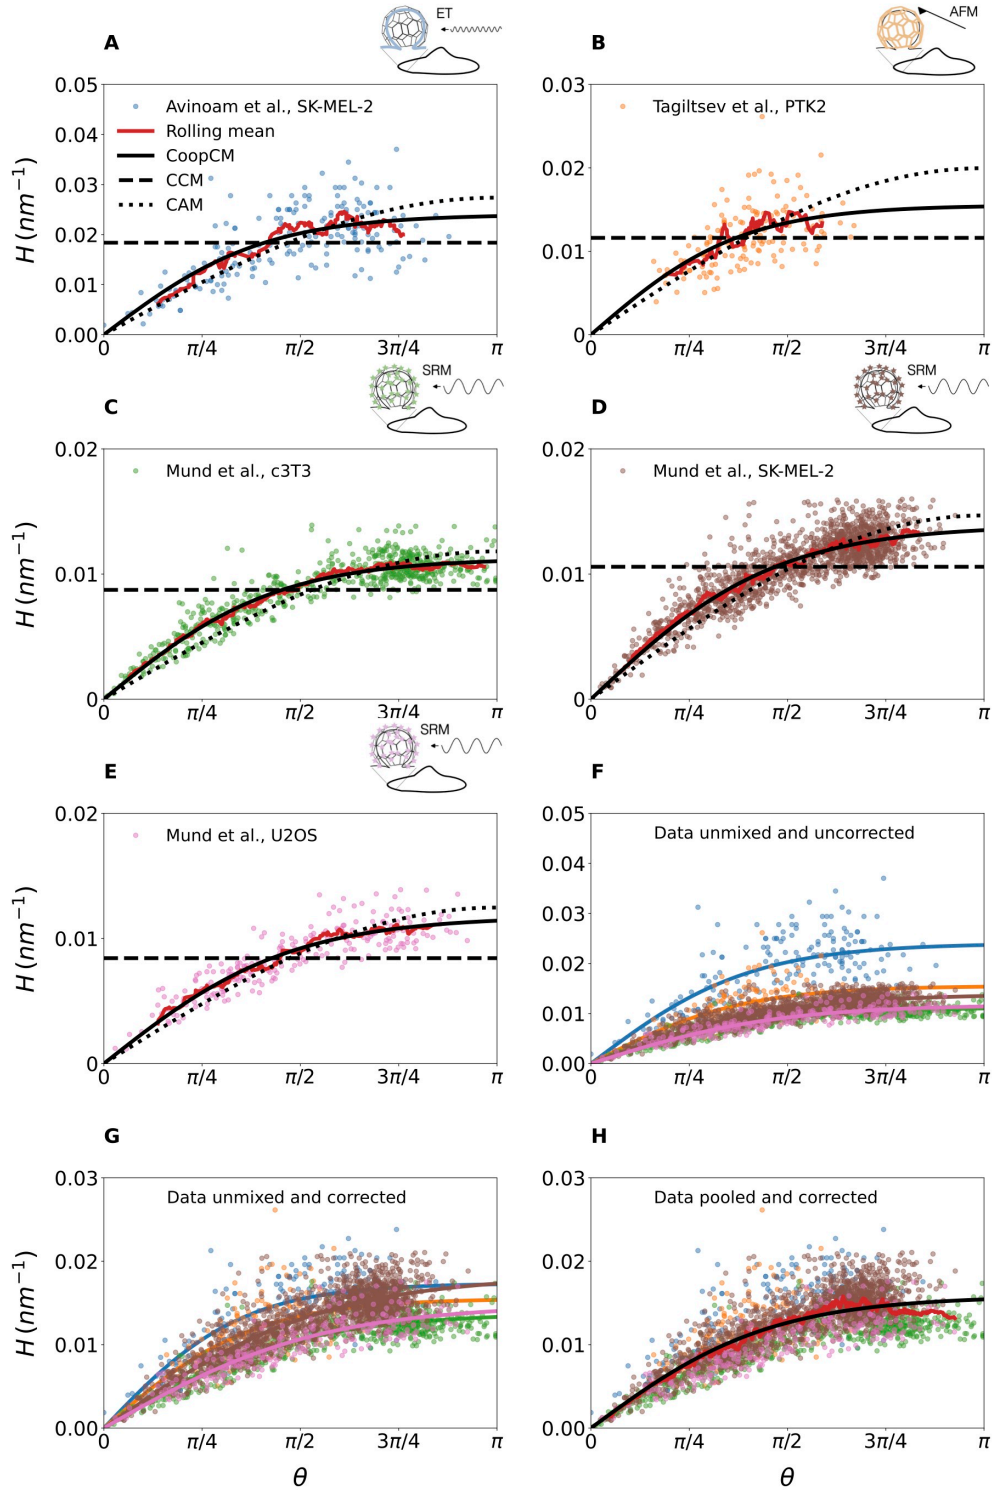 A
ET
0.05
0.04
0.03
0.02
0.01
0.00
H (nm⁻¹)
Avinoam et al., SK-MEL-2
Rolling mean
CoopCM
CCM
CAM
0 π/4 π/2 3π/4 π
B
AFM
0.03
0.02
0.01
0
Tagiltsev et al., PTK2
0 π/4 π/2 3π/4 π
C
SRM
0.02
0.01
0
H (nm⁻¹)
Mund et al., c3T3
0 π/4 π/2 3π/4 π
D
SRM
0.02
0.01
0
Mund et al., SK-MEL-2
0 π/4 π/2 3π/4 π
E
SRM
0.02
0.01
0
H (nm⁻¹)
Mund et al., U2OS
0 π/4 π/2 3π/4 π
F
0.05
0.04
0.03
0.02
0.01
0.00
Data unmixed and uncorrected
0 π/4 π/2 3π/4 π
G
0.03
0.02
0.01
0.00
H (nm⁻¹)
Data unmixed and corrected
0 π/4 π/2 3π/4 π
θ
H
0.03
0.02
0.01
0.00
Data pooled and corrected
0 π/4 π/2 3π/4 π
θ